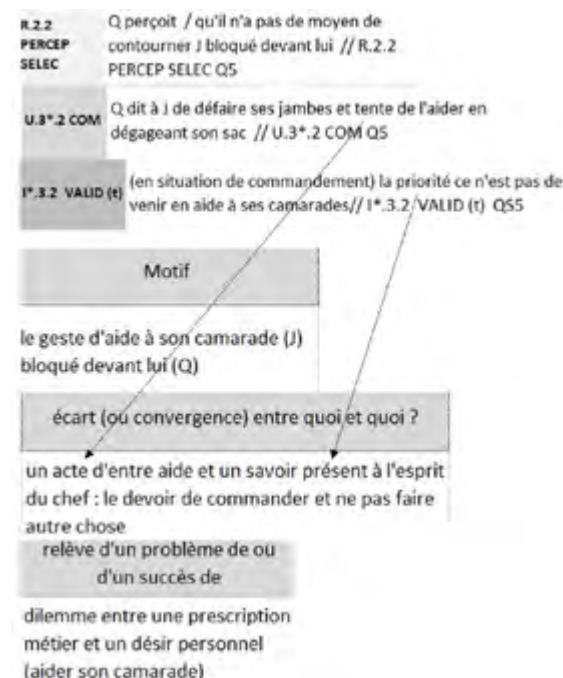 R.2.2 PERCEP SELEC
Q perçoit / qu'il n'a pas de moyen de
contourner J bloqué devant lui // R.2.2
PERCEP SELEC Q5
U.3*.2 COM
Q dit à J de défaire ses jambes et tente de l'aider en
dégageant son sac // U.3*.2 COM Q5
I*.3.2 VALID (t)
(en situation de commandement) la priorité ce n'est pas de
venir en aide à ses camarades// I*.3.2 VALID (t) QS5
Motif
le geste d'aide à son camarade (J)
bloqué devant lui (Q)
écart (ou convergence) entre quoi et quoi ?
un acte d'entre aide et un savoir présent à l'esprit
du chef : le devoir de commander et ne pas faire
autre chose
relève d'un problème de ou
d'un succès de
dilemme entre une prescription
métier et un désir personnel
(aider son camarade)